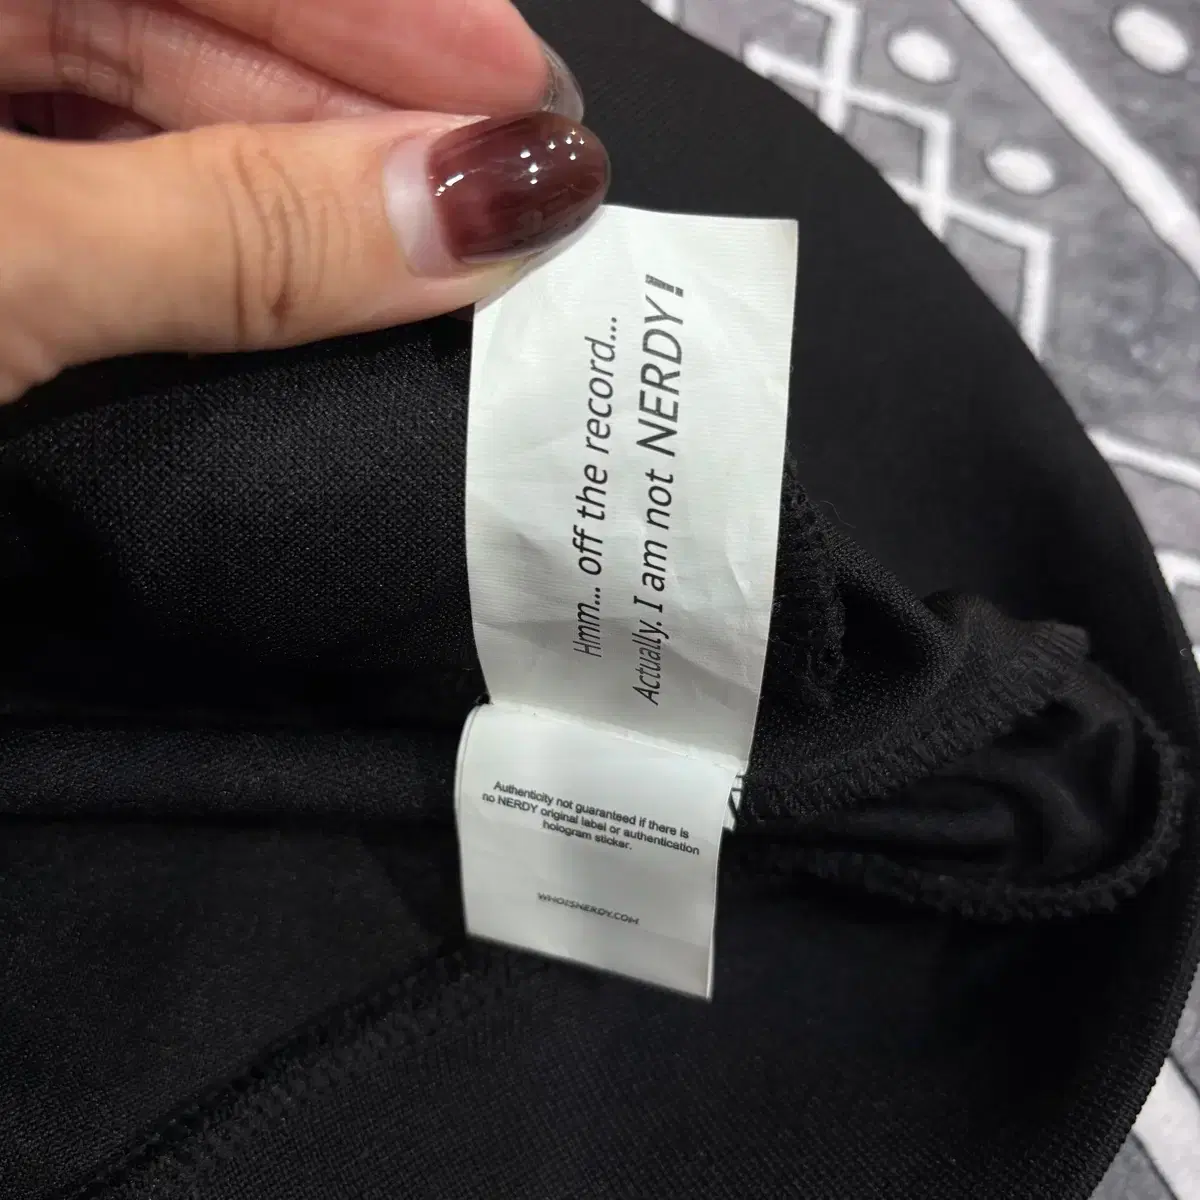 Hmm... off the record...
Actually. I am not NERDY!
Authenticity not guaranteed if there is
no NERDY original label or authentication
hologram sticker.
WHOISNERDY.COM